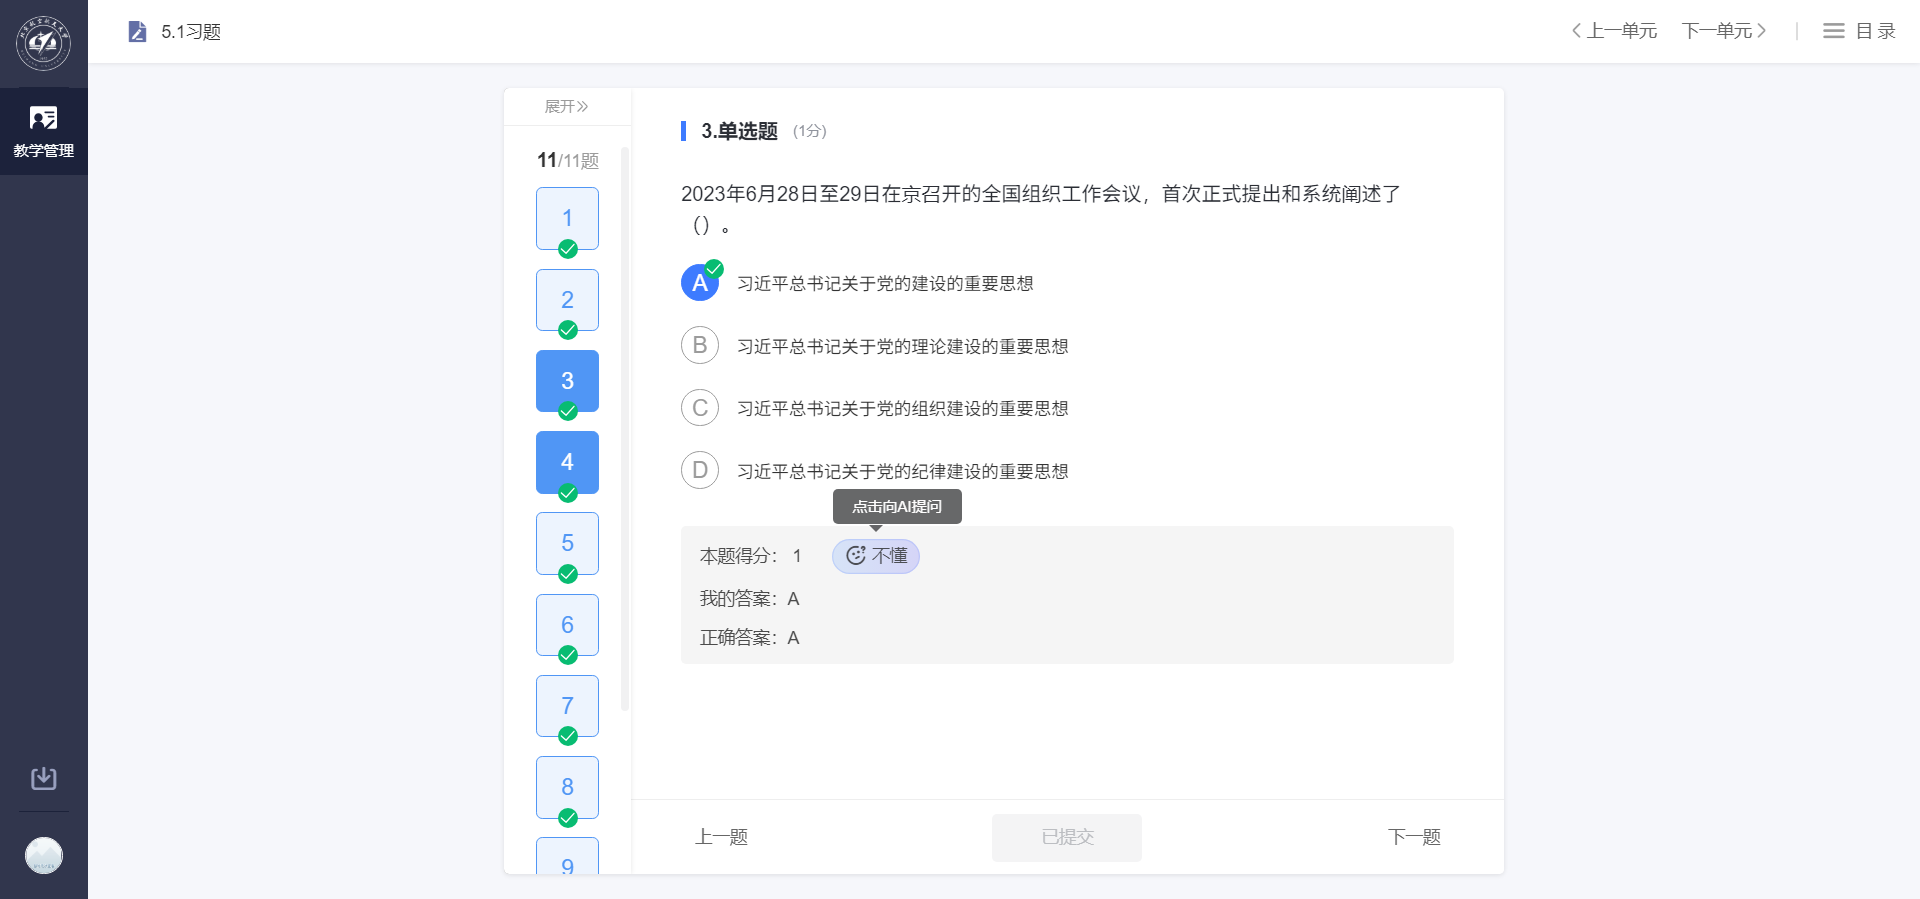 5.1习题
上一单元
下一单元
目录
教学管理
展开
11/11题
1
2
3
4
5
6
7
8
9
3.单选题 (1分)
2023年6月28日至29日在京召开的全国组织工作会议，首次正式提出和系统阐述了
（）。
A 习近平总书记关于党的建设的重要思想
B 习近平总书记关于党的理论建设的重要思想
C 习近平总书记关于党的组织建设的重要思想
D 习近平总书记关于党的纪律建设的重要思想
点击向AI提问
本题得分： 1 不懂
我的答案：A
正确答案：A
上一题
已提交
下一题